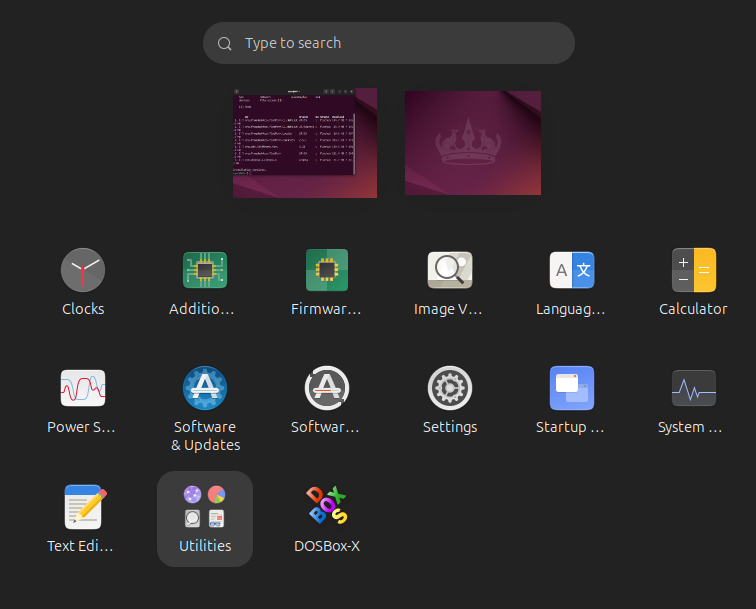 Type to search
Clocks
Additio...
Firmwar...
Image V...
Languag...
Calculator
Power S...
Software
& Updates
Softwar...
Settings
Startup ...
System ...
Text Edi...
Utilities
DOSBox-X